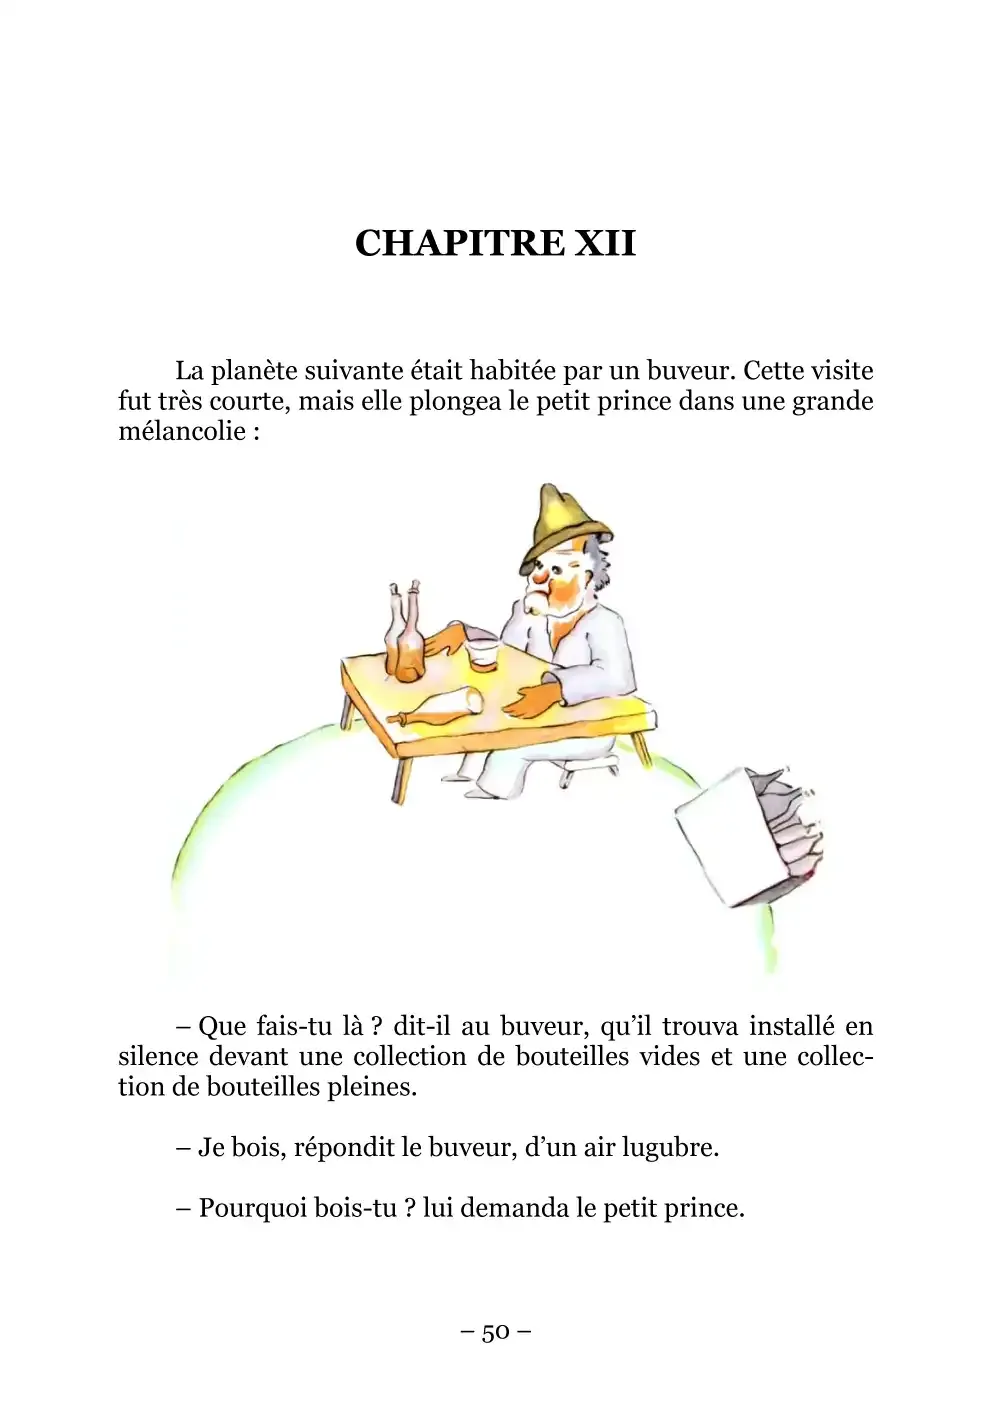 CHAPITRE XII
La planète suivante était habitée par un buveur. Cette visite
fut très courte, mais elle plongea le petit prince dans une grande
mélancolie :
– Que fais-tu là ? dit-il au buveur, qu’il trouva installé en
silence devant une collection de bouteilles vides et une collec-
tion de bouteilles pleines.
– Je bois, répondit le buveur, d’un air lugubre.
– Pourquoi bois-tu ? lui demanda le petit prince.
– 50 –